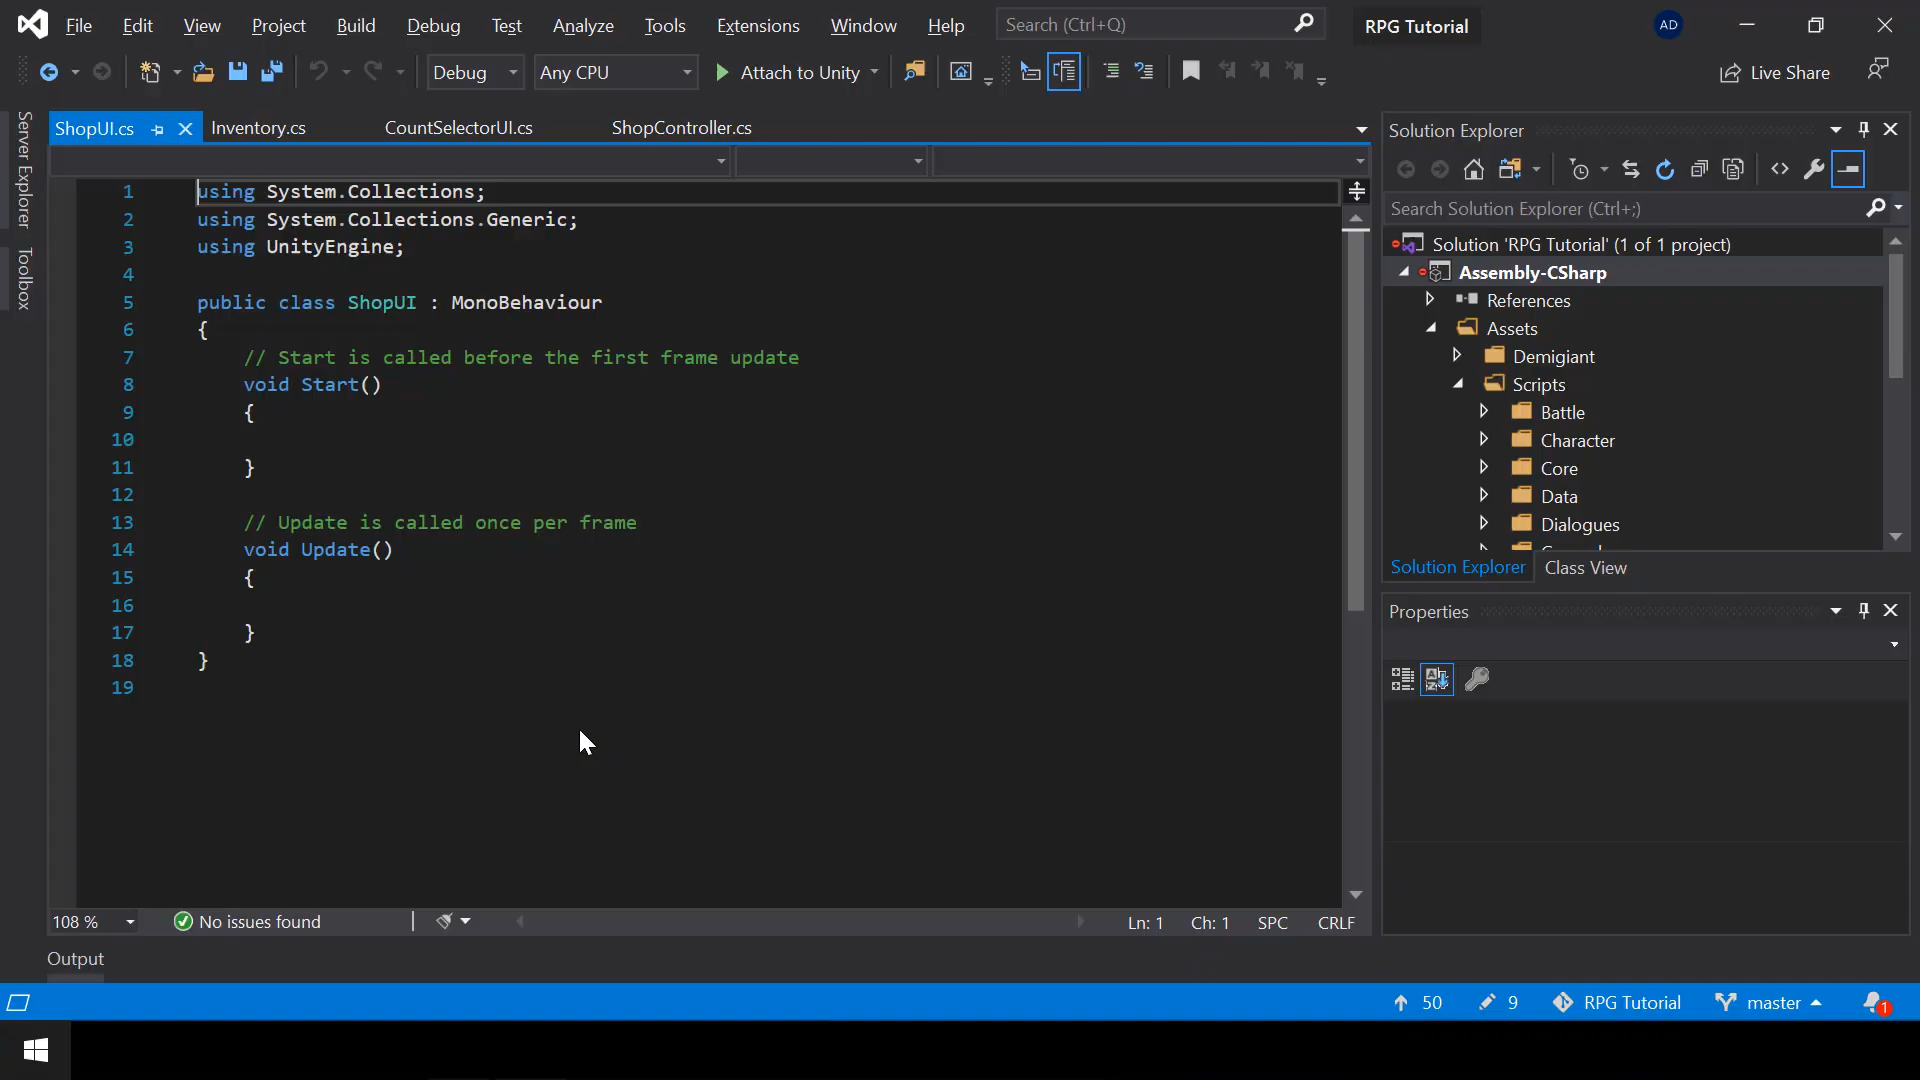 File Edit View Project Build Debug Test Analyze Tools Extensions Window Help Search (Ctrl+Q) RPG Tutorial AD
Debug Any CPU Attach to Unity Live Share
Server Explorer
Toolbox
ShopUI.cs Inventory.cs CountSelectorUI.cs ShopController.cs
1 using System.Collections;
2 using System.Collections.Generic;
3 using UnityEngine;
4
5 public class ShopUI : MonoBehaviour
6 {
7 // Start is called before the first frame update
8 void Start()
9 {
10
11 }
12
13 // Update is called once per frame
14 void Update()
15 {
16
17 }
18 }
19
108 % No issues found Ln: 1 Ch: 1 SPC CRLF
Output
Solution Explorer
Search Solution Explorer (Ctrl+;)
Solution 'RPG Tutorial' (1 of 1 project)
Assembly-CSharp
References
Assets
Demigiant
Scripts
Battle
Character
Core
Data
Dialogues
Solution Explorer Class View
Properties
50 9 RPG Tutorial master 1